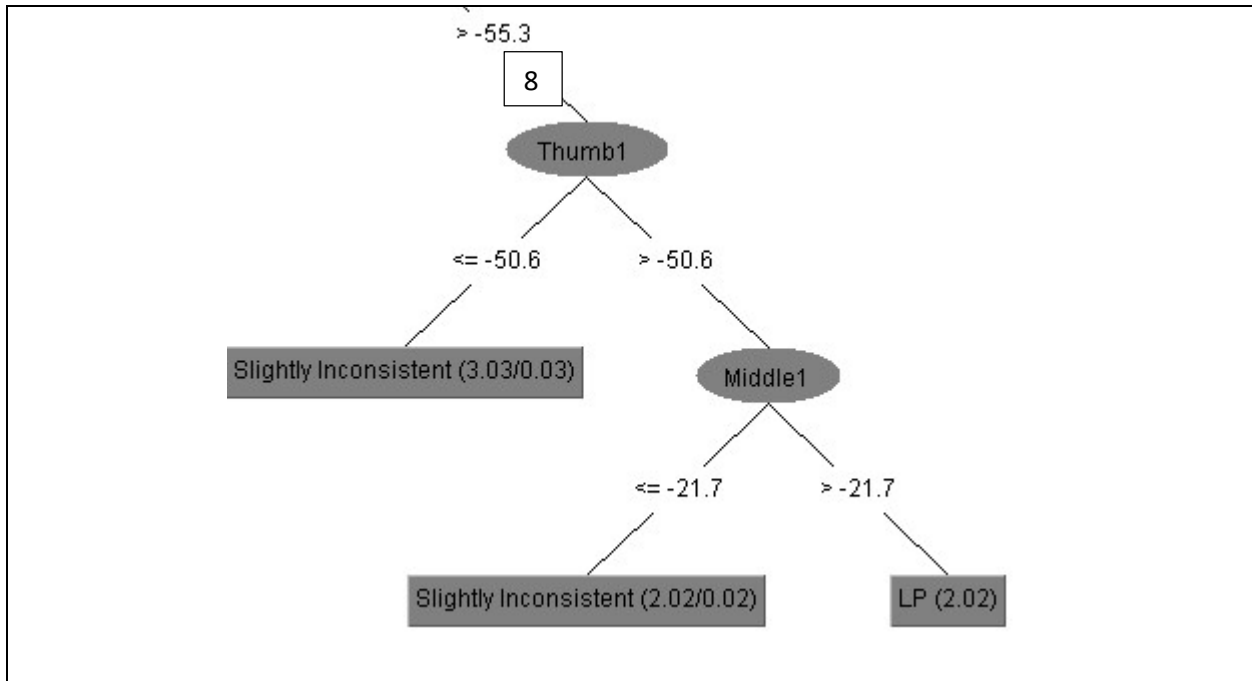 > -55.3
8
Thumb1
<= -50.6 > -50.6
Slightly Inconsistent (3.03/0.03)
Middle1
<= -21.7 > -21.7
Slightly Inconsistent (2.02/0.02) LP (2.02)